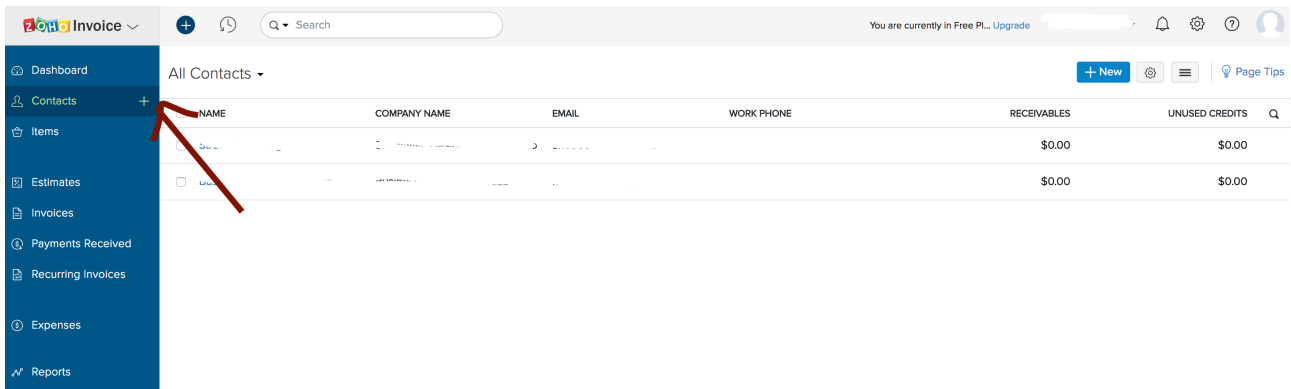 ZOHO Invoice
Search
You are currently in Free Pl... Upgrade
Dashboard
All Contacts
+ New
Page Tips
Contacts +
NAME COMPANY NAME EMAIL WORK PHONE RECEIVABLES UNUSED CREDITS
Items
$0.00 $0.00
Estimates
$0.00 $0.00
Invoices
Payments Received
Recurring Invoices
Expenses
Reports